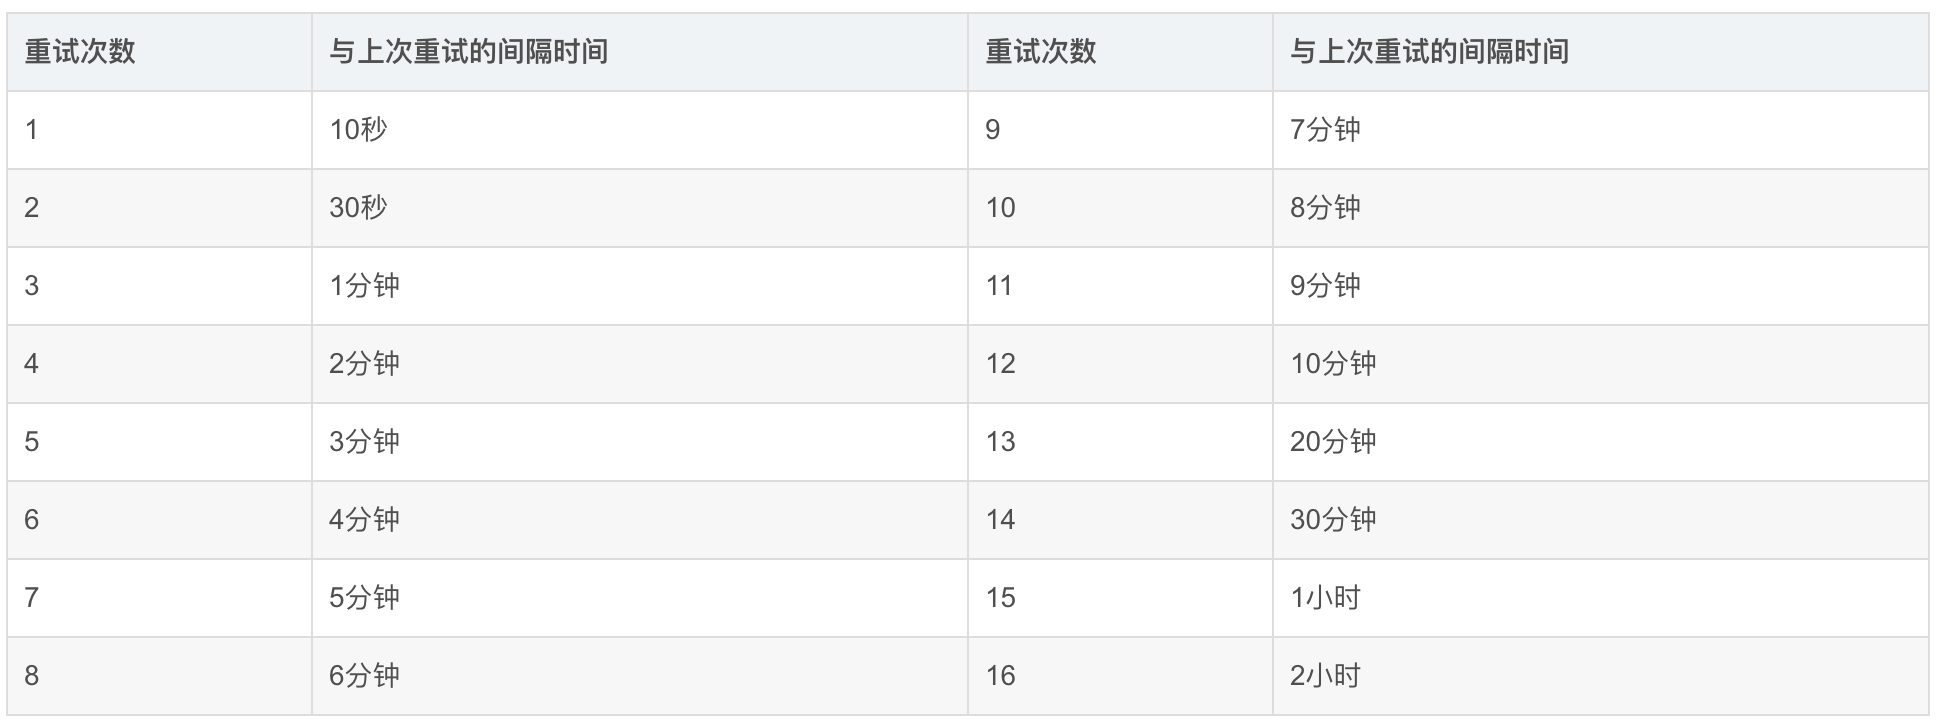 重试次数 与上次重试的间隔时间 重试次数 与上次重试的间隔时间
1 10秒 9 7分钟
2 30秒 10 8分钟
3 1分钟 11 9分钟
4 2分钟 12 10分钟
5 3分钟 13 20分钟
6 4分钟 14 30分钟
7 5分钟 15 1小时
8 6分钟 16 2小时